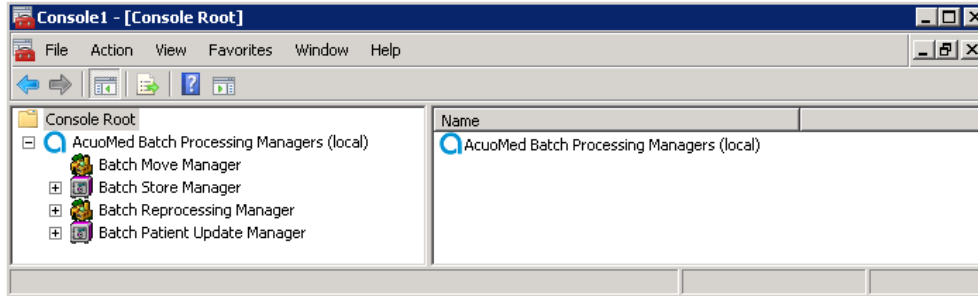 Console1 - [Console Root]
File Action View Favorites Window Help
Console Root
AcuoMed Batch Processing Managers (local)
Batch Move Manager
Batch Store Manager
Batch Reprocessing Manager
Batch Patient Update Manager
Name
AcuoMed Batch Processing Managers (local)